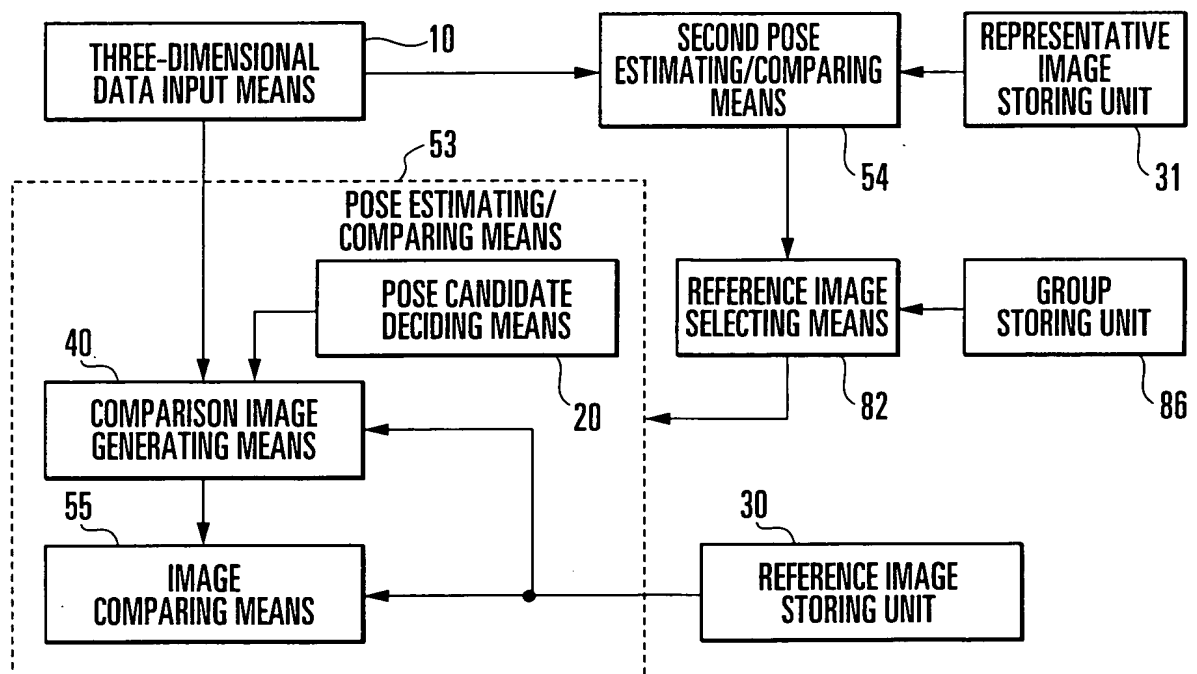 10
THREE-DIMENSIONAL
DATA INPUT MEANS
SECOND POSE
ESTIMATING/COMPARING
MEANS
54
REPRESENTATIVE
IMAGE
STORING UNIT
31
53
POSE ESTIMATING/
COMPARING MEANS
POSE CANDIDATE
DECIDING MEANS
20
REFERENCE IMAGE
SELECTING MEANS
82
GROUP
STORING UNIT
86
40
COMPARISON IMAGE
GENERATING MEANS
55
IMAGE
COMPARING MEANS
30
REFERENCE IMAGE
STORING UNIT